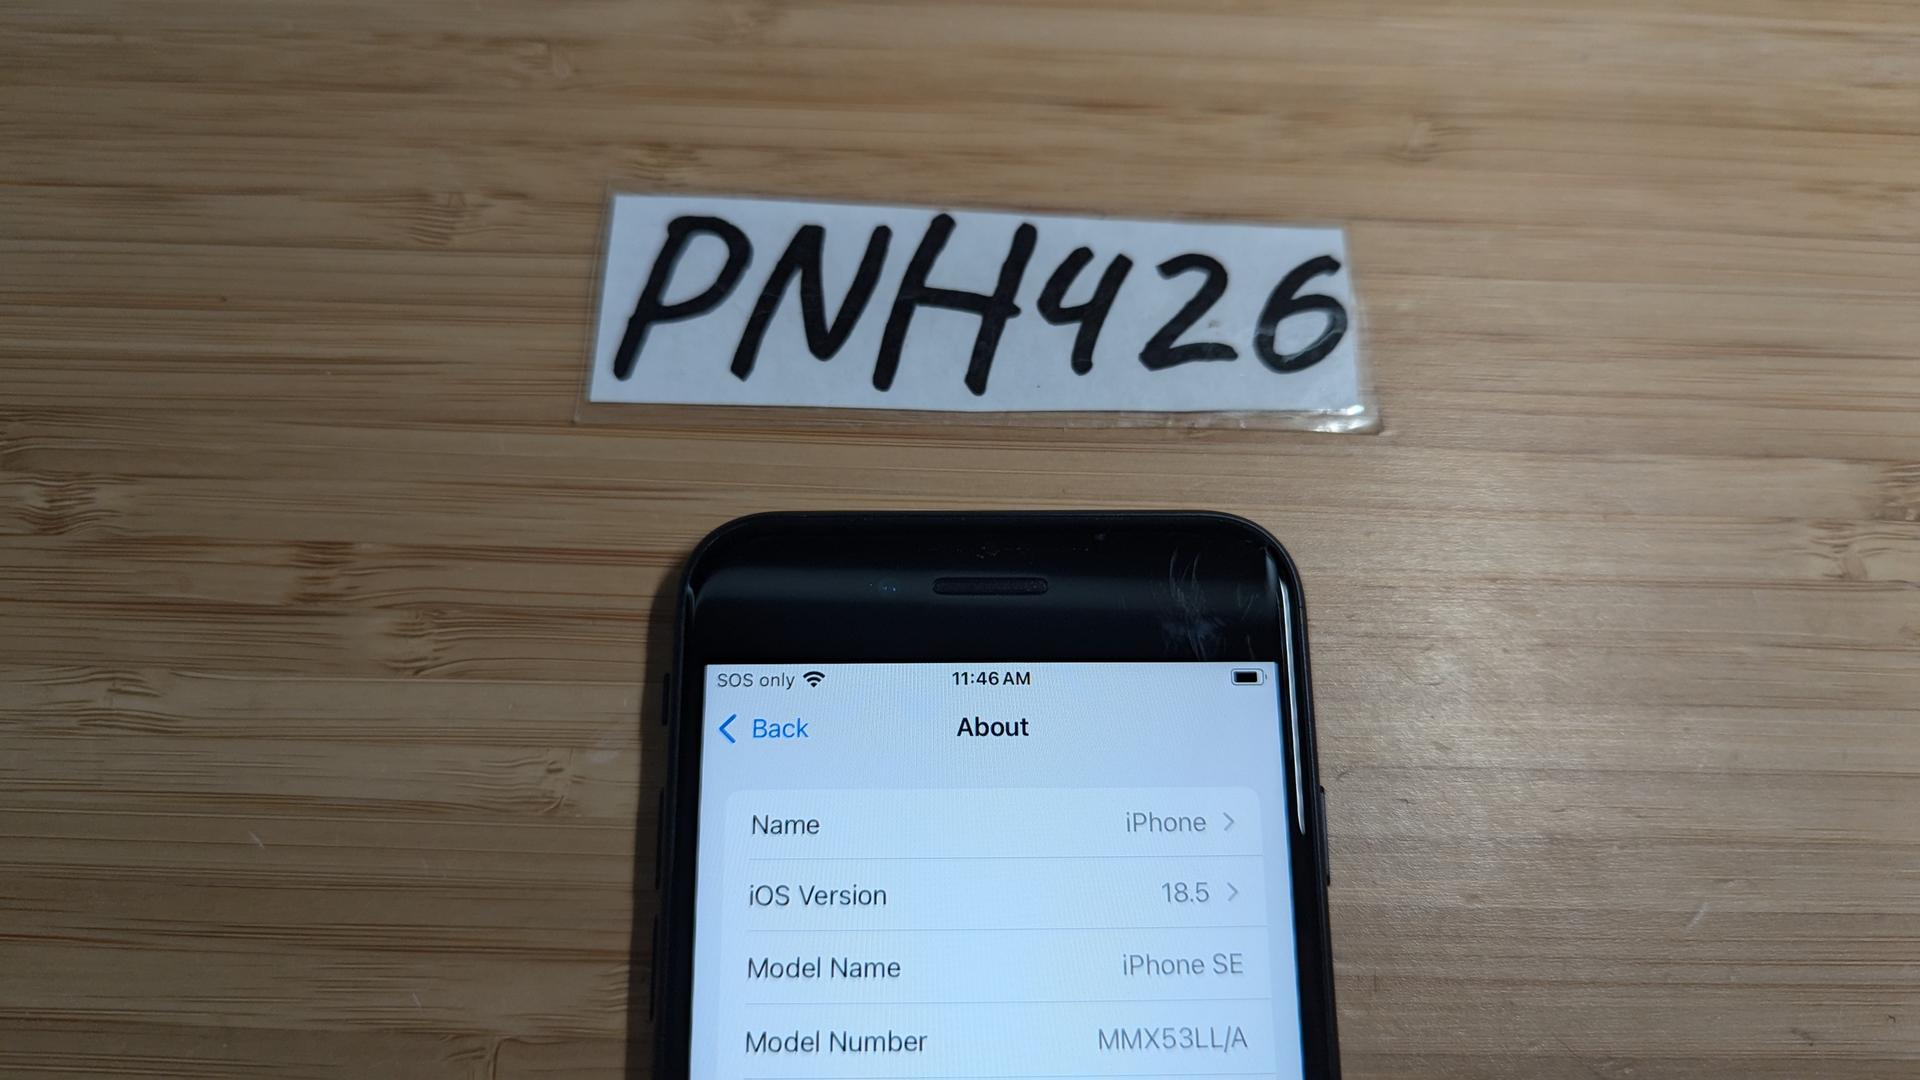 PNH426
SOS only 11:46 AM
Back About
Name iPhone
iOS Version 18.5
Model Name iPhone SE
Model Number MMX53LL/A